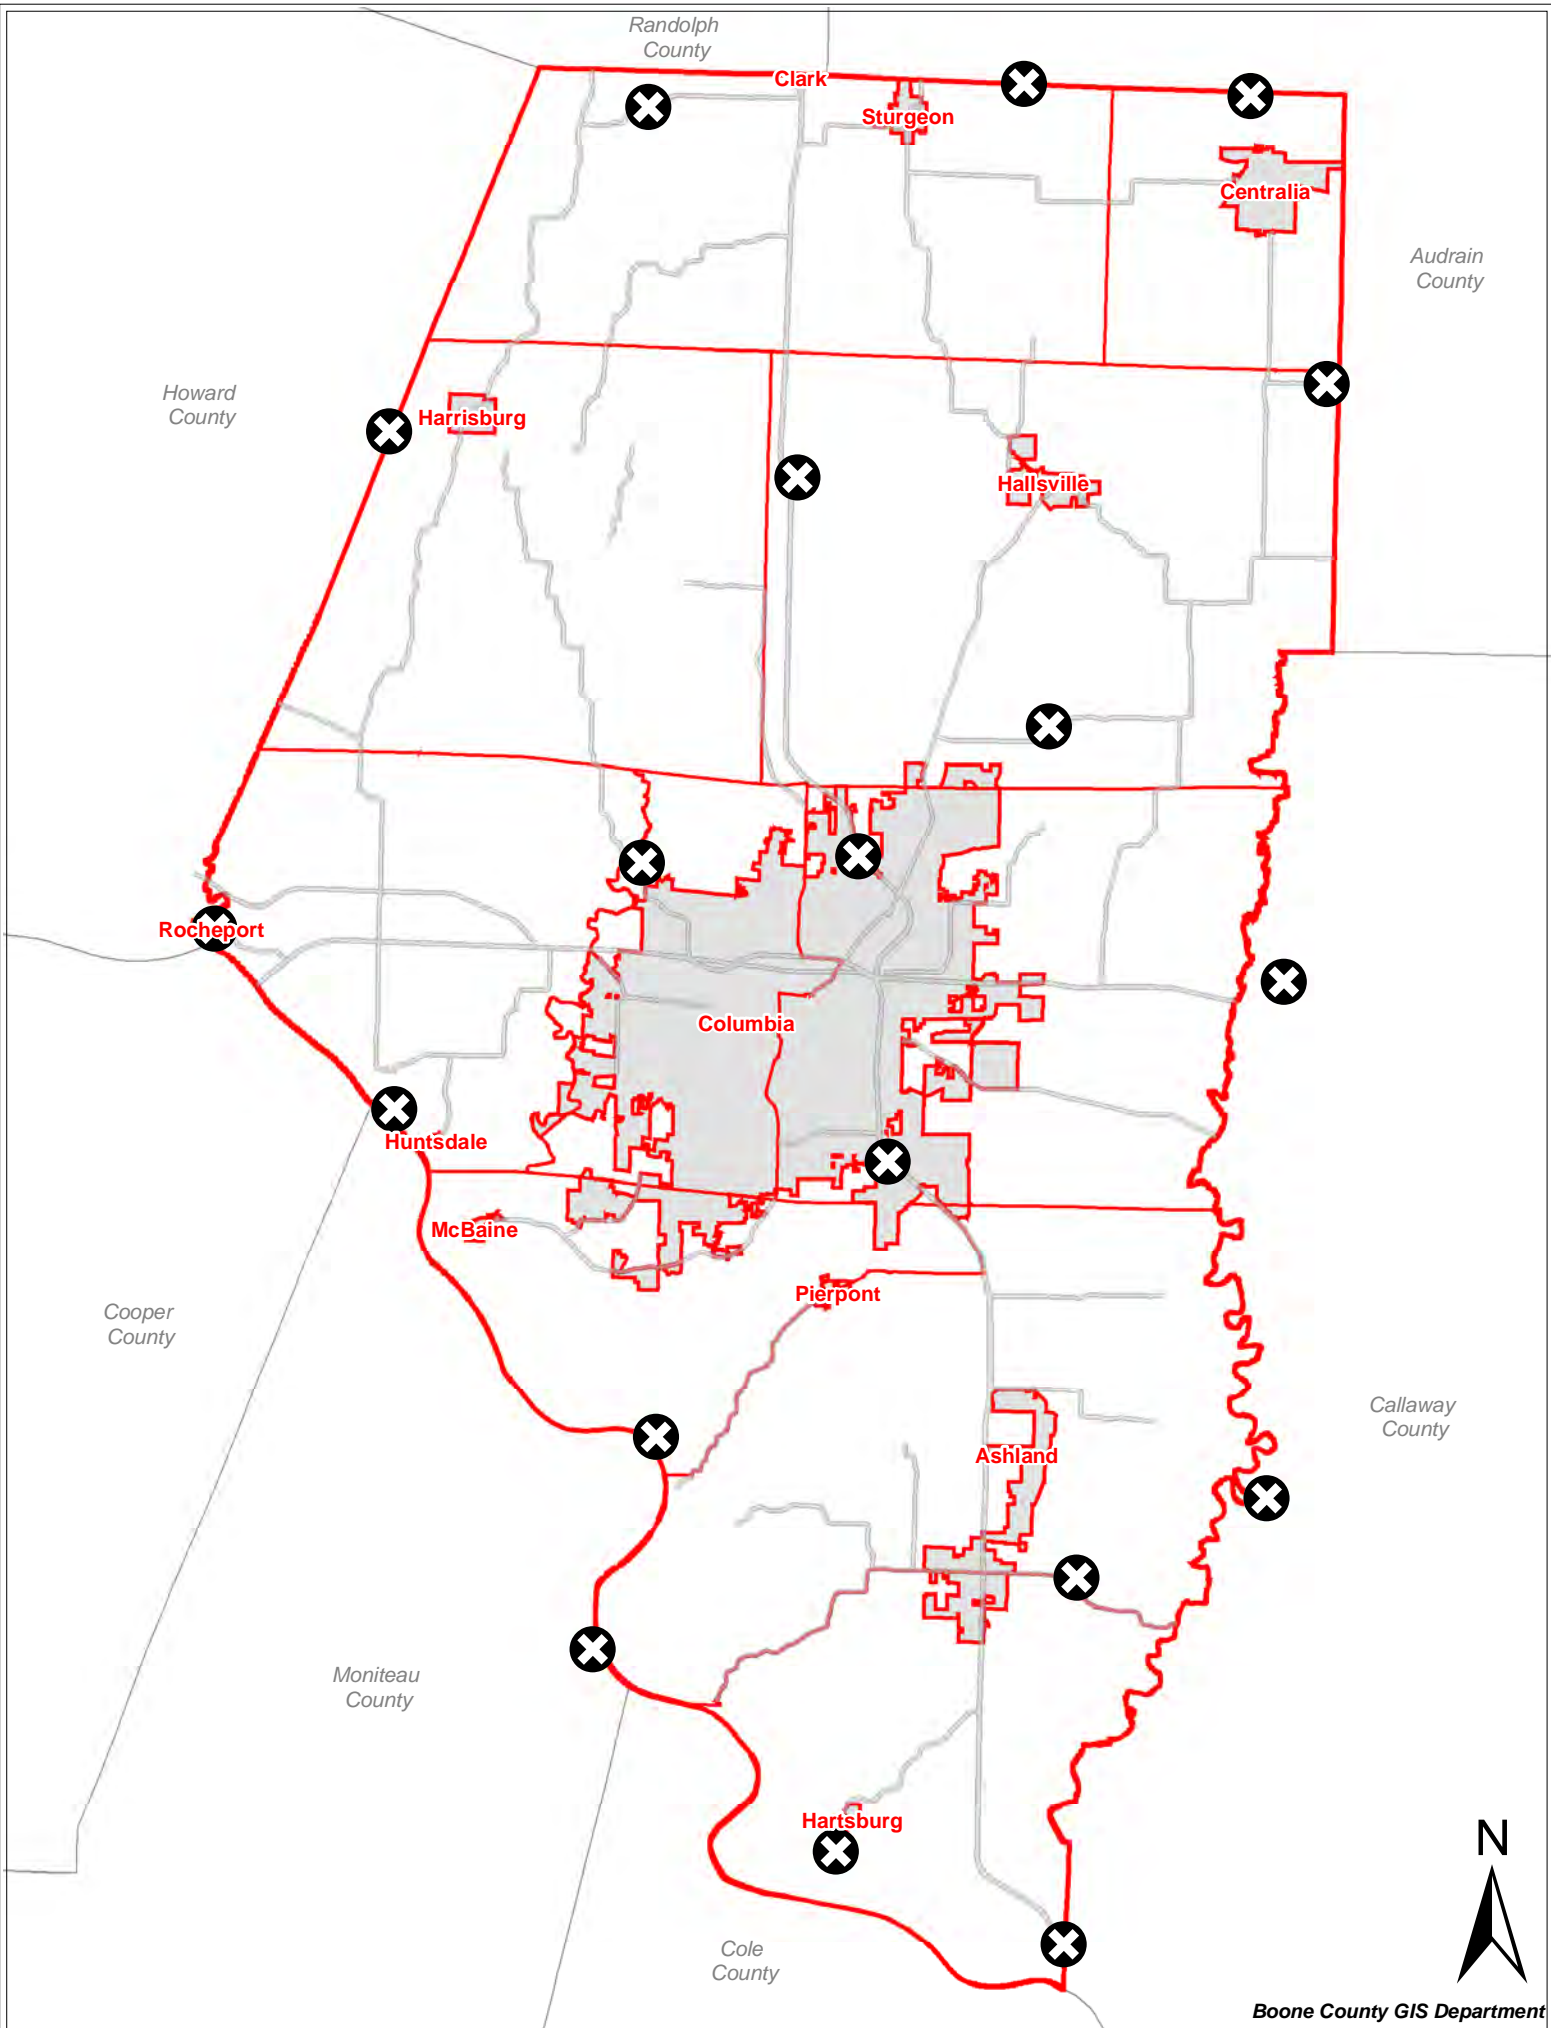 Randolph
County
Clark
Sturgeon
Centralia
Audrain
County
Howard
County
Harrisburg
Hallsville
Rocheport
Columbia
Huntsdale
McBaine
Pierpont
Cooper
County
Callaway
County
Ashland
Moniteau
County
Hartsburg
N
Cole
County
Boone County GIS Department